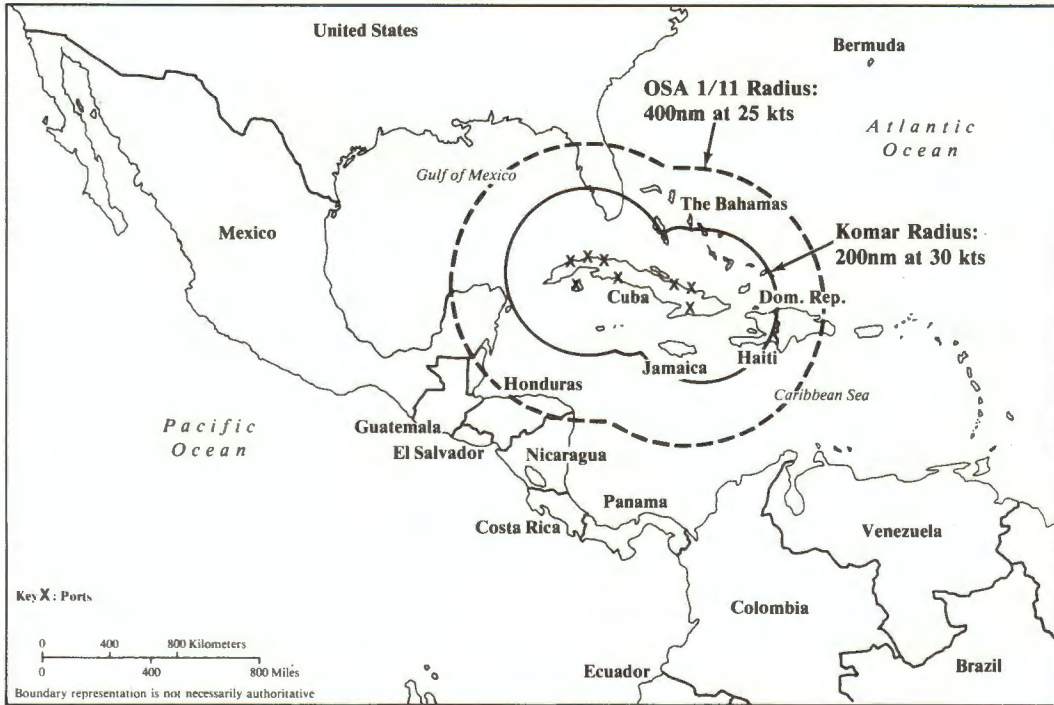 United States
Bermuda
OSA 1/11 Radius:
400nm at 25 kts
Atlantic
Ocean
Gulf of Mexico
The Bahamas
Mexico
Komar Radius:
200nm at 30 kts
X X X
X X
X X
X
Cuba
Dom. Rep.
Jamaica
Haiti
Honduras
Caribbean Sea
Guatemala
Pacific
Ocean
El Salvador
Nicaragua
Panama
Costa Rica
Venezuela
Key X : Ports
Colombia
0 400 800 Kilometers
0 400 800 Miles
Ecuador
Brazil
Boundary representation is not necessarily authoritative